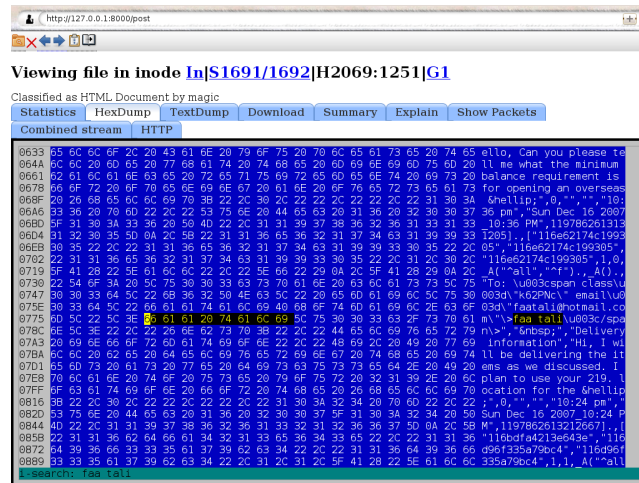 http://127.0.0.1:8000/post
Viewing file in inode In|S1691/1692|H2069:1251|G1
Classified as HTML Document by magic
Statistics HexDump TextDump Download Summary Explain Show Packets
Combined stream HTTP
0633 65 6C 6C 6F 2C 20 43 61 6E 20 79 6F 75 20 70 6C 65 61 73 65 20 74 65 ello, Can you please te
064A 6C 6C 20 6D 65 20 77 68 61 74 20 74 68 65 20 6D 69 6E 69 6D 75 6D 20 ll me what the minimum
0661 62 61 6C 61 6E 63 65 20 72 65 71 75 69 72 65 6D 65 6E 74 20 69 73 20 balance requirement is
0678 66 6F 72 20 6F 70 65 6E 69 6E 67 20 61 6E 20 6F 76 65 72 73 65 61 73 for opening an overseas
068F 20 26 68 65 6C 6C 69 70 3B 22 2C 30 2C 22 22 2C 22 22 2C 22 31 30 3A &hellip;",0,"","","10:
06A6 33 36 20 70 6D 22 2C 22 53 75 6E 20 44 65 63 20 31 36 20 32 30 30 37 36 pm","Sun Dec 16 2007
06BD 5F 31 30 3A 33 36 20 50 4D 22 2C 31 31 39 37 38 36 32 36 31 33 31 33 _10:36 PM",1197862613 13
06D4 31 32 30 35 5D 0A 2C 5B 22 31 31 36 65 36 32 31 37 34 63 31 39 39 33 1205].,["116e62174c1993
06EB 30 35 22 2C 22 31 31 36 65 36 32 31 37 34 63 31 39 39 33 30 35 22 2C 05","116e62174c199305",
0702 22 31 31 36 65 36 32 31 37 34 63 31 39 39 33 30 35 22 2C 31 2C 30 2C "116e62174c199305",1,0,
0719 5F 41 28 22 5E 61 6C 6C 22 2C 22 5E 66 22 29 0A 2C 5F 41 28 29 0A 2C _A("^all","^f").,_A().,
0730 22 54 6F 3A 20 5C 75 30 30 33 63 73 70 61 6E 20 63 6C 61 73 73 5C 75 "To: \u003cspan class\u
0747 30 30 33 64 5C 22 6B 36 32 50 4E 63 5C 22 20 65 6D 61 69 6C 5C 75 30 003d\"k62PNc\" email\u0
075E 30 33 64 5C 22 66 61 61 74 61 6C 69 40 68 6F 74 6D 61 69 6C 2E 63 6F 03d\"faatali@hotmail.co
0775 6D 5C 22 5C 3E 66 61 61 20 74 61 6C 69 5C 75 30 30 33 63 2F 73 70 61 m\"\>faa tali\u003c/spa
078C 6E 5C 3E 22 2C 22 26 6E 62 73 70 3B 22 2C 22 44 65 6C 69 76 65 72 79 n\>","&nbsp;","Delivery
07A3 20 69 6E 66 6F 72 6D 61 74 69 6F 6E 22 2C 22 48 69 2C 20 49 20 77 69 information","Hi, I wi
07BA 6C 6C 20 62 65 20 64 65 6C 69 76 65 72 69 6E 67 20 74 68 65 20 69 74 ll be delivering the it
07D1 65 6D 73 20 61 73 20 77 65 20 64 69 73 63 75 73 73 65 64 2E 20 49 20 ems as we discussed. I
07E8 70 6C 61 6E 20 74 6F 20 75 73 65 20 79 6F 75 72 20 32 31 39 2E 20 6C plan to use your 219. l
07FF 6F 63 61 74 69 6F 6E 20 66 6F 72 20 74 68 65 20 26 68 65 6C 6C 69 70 ocation for the &hellip
0816 3B 22 2C 30 2C 22 22 2C 22 22 2C 22 31 30 3A 32 34 20 70 6D 22 2C 22 ;",0,"","","10:24 pm","
082D 53 75 6E 20 44 65 63 20 31 36 20 32 30 30 37 5F 31 30 3A 32 34 20 50 Sun Dec 16 2007_10:24 P
0844 4D 22 2C 31 31 39 37 38 36 32 36 31 33 32 31 32 36 36 37 5D 0A 2C 5B M",1197862613212667].,[
085B 22 31 31 36 62 64 66 61 34 32 31 33 65 36 34 33 65 22 2C 22 31 31 36 "116bdfa4213e643e","116
0872 64 39 36 66 33 33 35 61 37 39 62 63 34 22 2C 22 31 31 36 64 39 36 66 d96f335a79bc4","116d96f
0889 33 33 35 61 37 39 62 63 34 22 2C 31 2C 31 2C 5F 41 28 22 5E 61 6C 6C 335a79bc4",1,1,_A("^all
1-search: faa tali